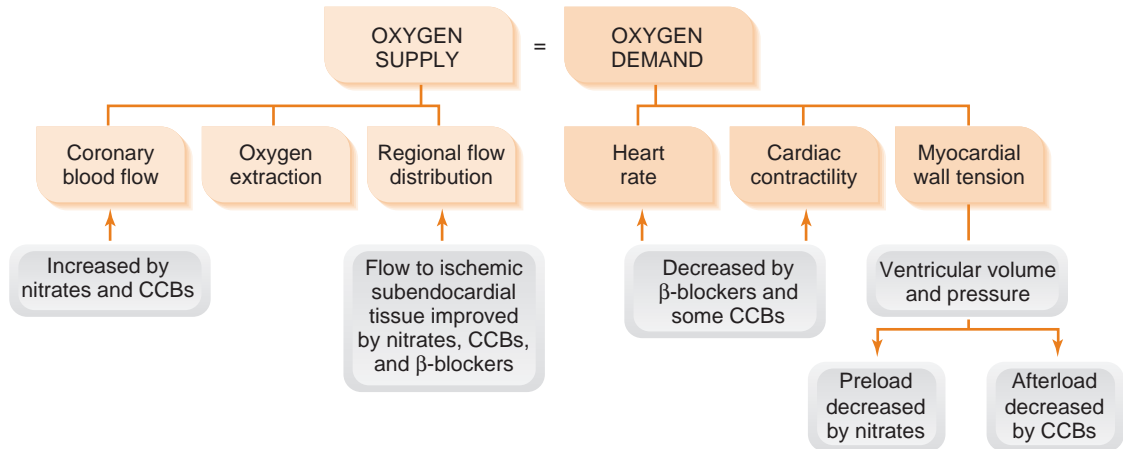 OXYGEN
SUPPLY
=
OXYGEN
DEMAND
Coronary
blood flow
Oxygen
extraction
Regional flow
distribution
Heart
rate
Cardiac
contractility
Myocardial
wall tension
Increased by
nitrates and CCBs
Flow to ischemic
subendocardial
tissue improved
by nitrates, CCBs,
and β-blockers
Decreased by
β-blockers and
some CCBs
Ventricular volume
and pressure
Preload
decreased
by nitrates
Afterload
decreased
by CCBs